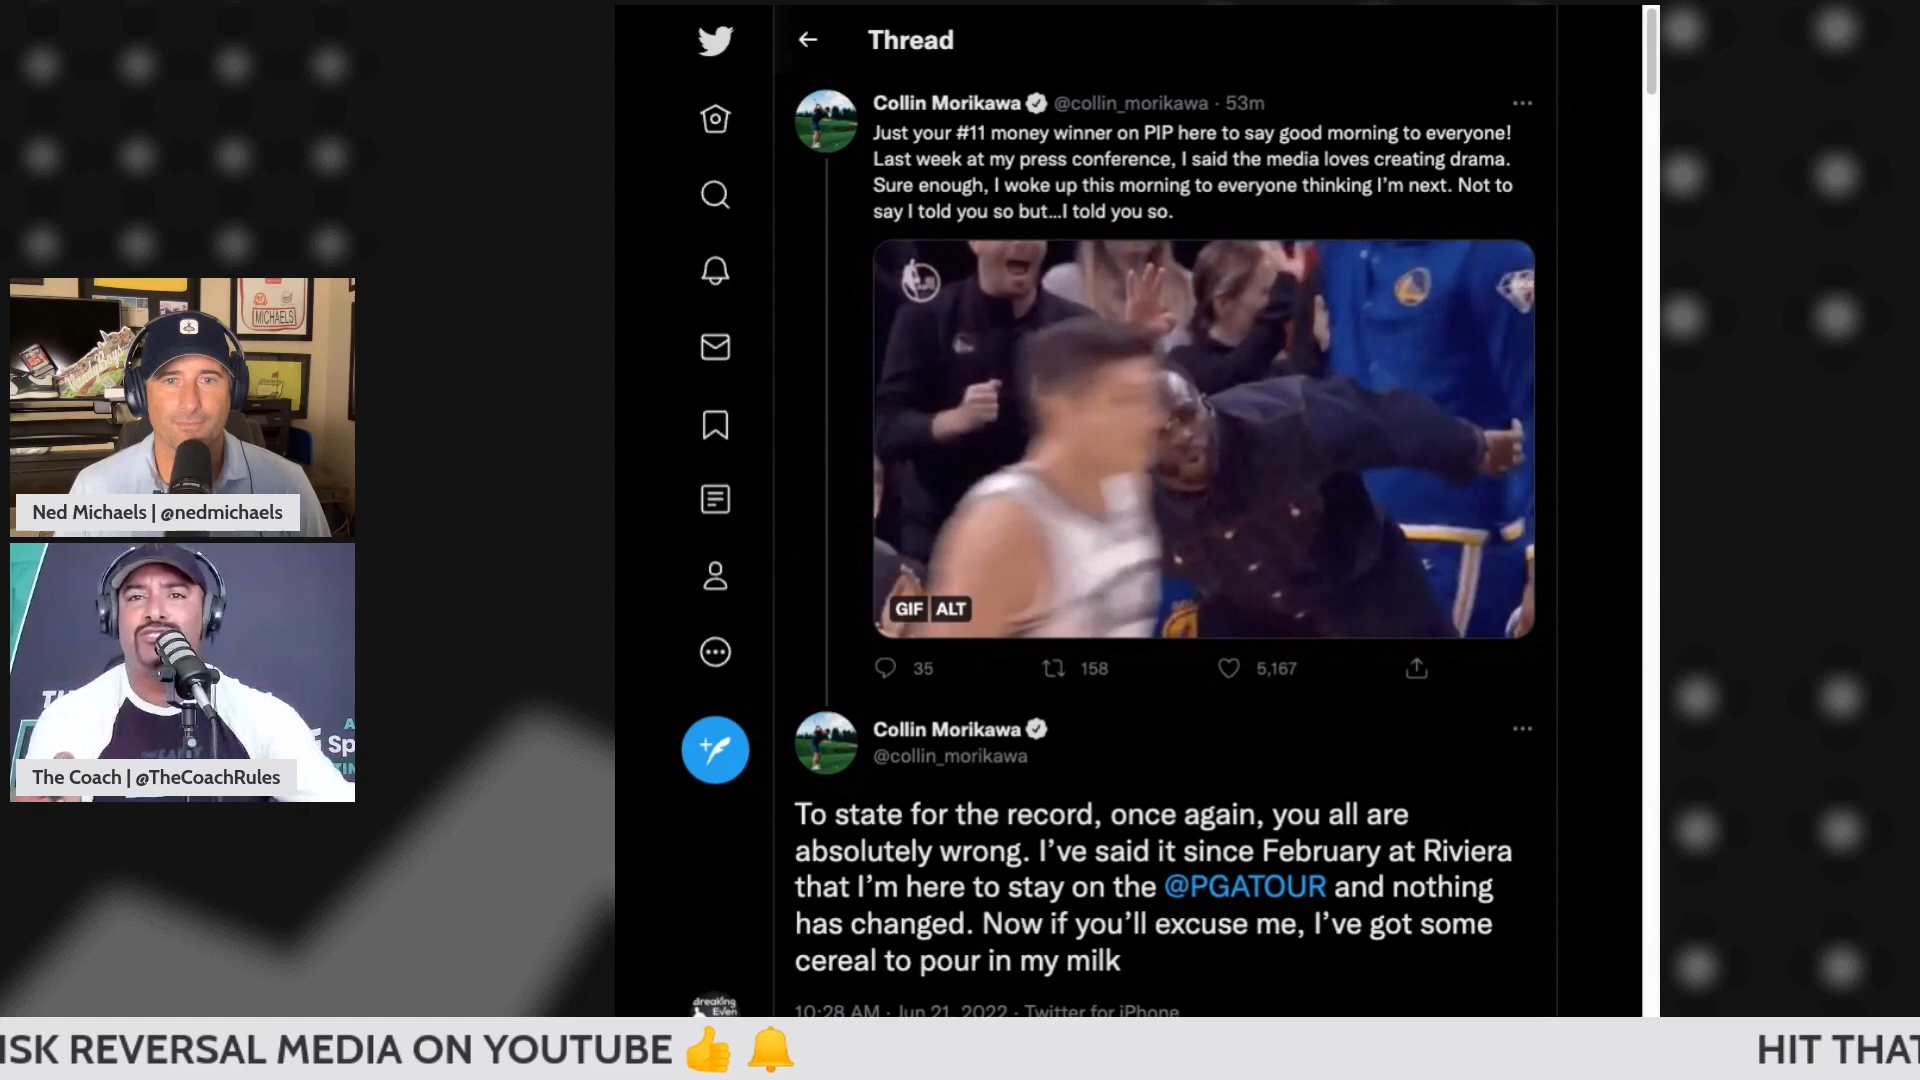 Thread
Collin Morikawa @collin_morikawa · 53m
Just your #11 money winner on PIP here to say good morning to everyone!
Last week at my press conference, I said the media loves creating drama.
Sure enough, I woke up this morning to everyone thinking I'm next. Not to
say I told you so but...I told you so.
GIF ALT
35 158 5,167
Collin Morikawa
@collin_morikawa
To state for the record, once again, you all are
absolutely wrong. I've said it since February at Riviera
that I'm here to stay on the @PGATOUR and nothing
has changed. Now if you'll excuse me, I've got some
cereal to pour in my milk
10:28 AM · Jun 21, 2022 · Twitter for iPhone
MICHAELS
VandyBoys
Ned Michaels | @nedmichaels
Sp
The Coach | @TheCoachRules
breaking
Even
ISK REVERSAL MEDIA ON YOUTUBE 👍 🔔 HIT THAT